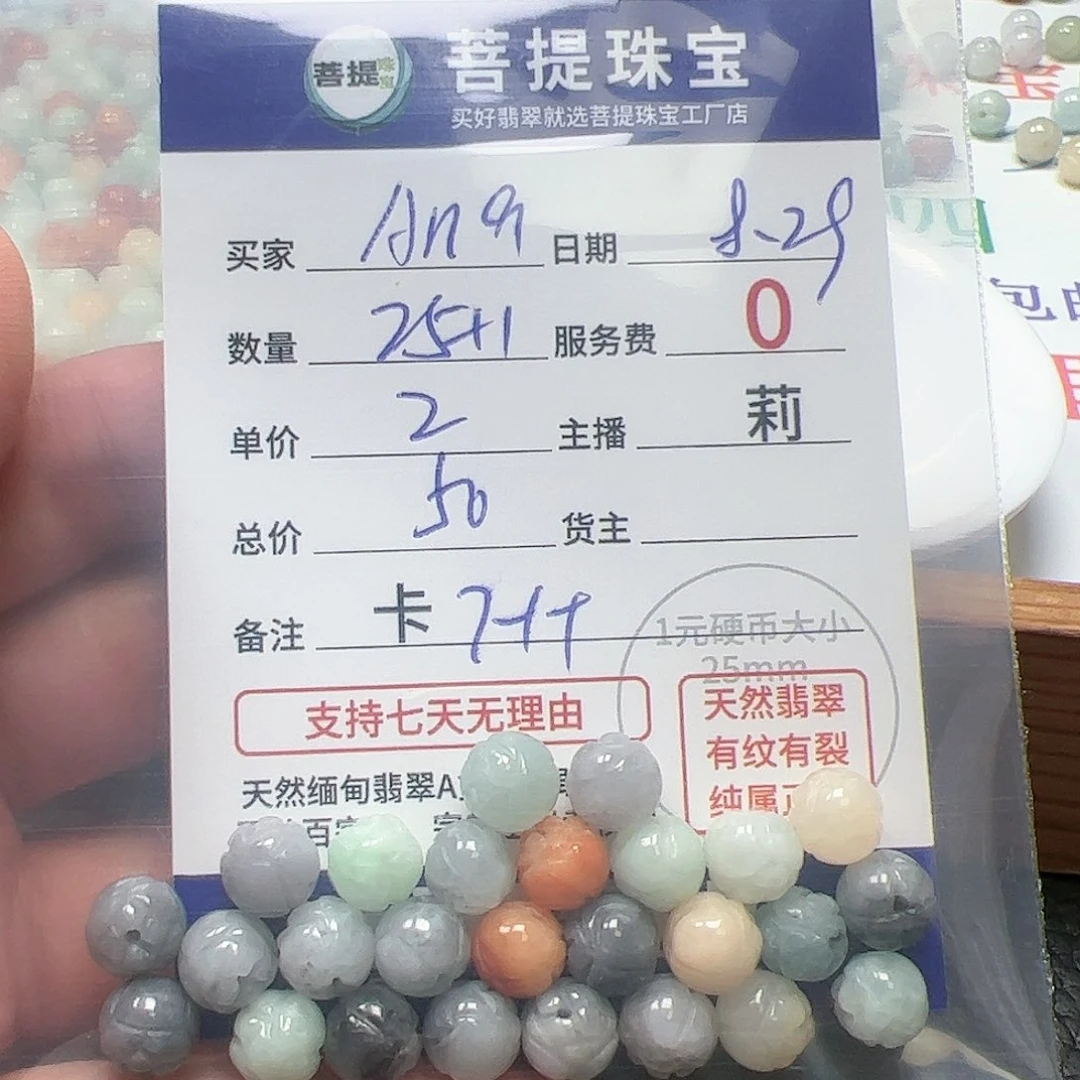 菩提珠宝
菩提珠宝
买好翡翠就选菩提珠宝工厂店
买家 日期 8.29
数量 25+1 服务费 0
单价 2 主播 莉
总价 50 货主
备注 卡
1元硬币大小
25mm
支持七天无理由
天然翡翠
有纹有裂
纯属正
天然缅甸翡翠A